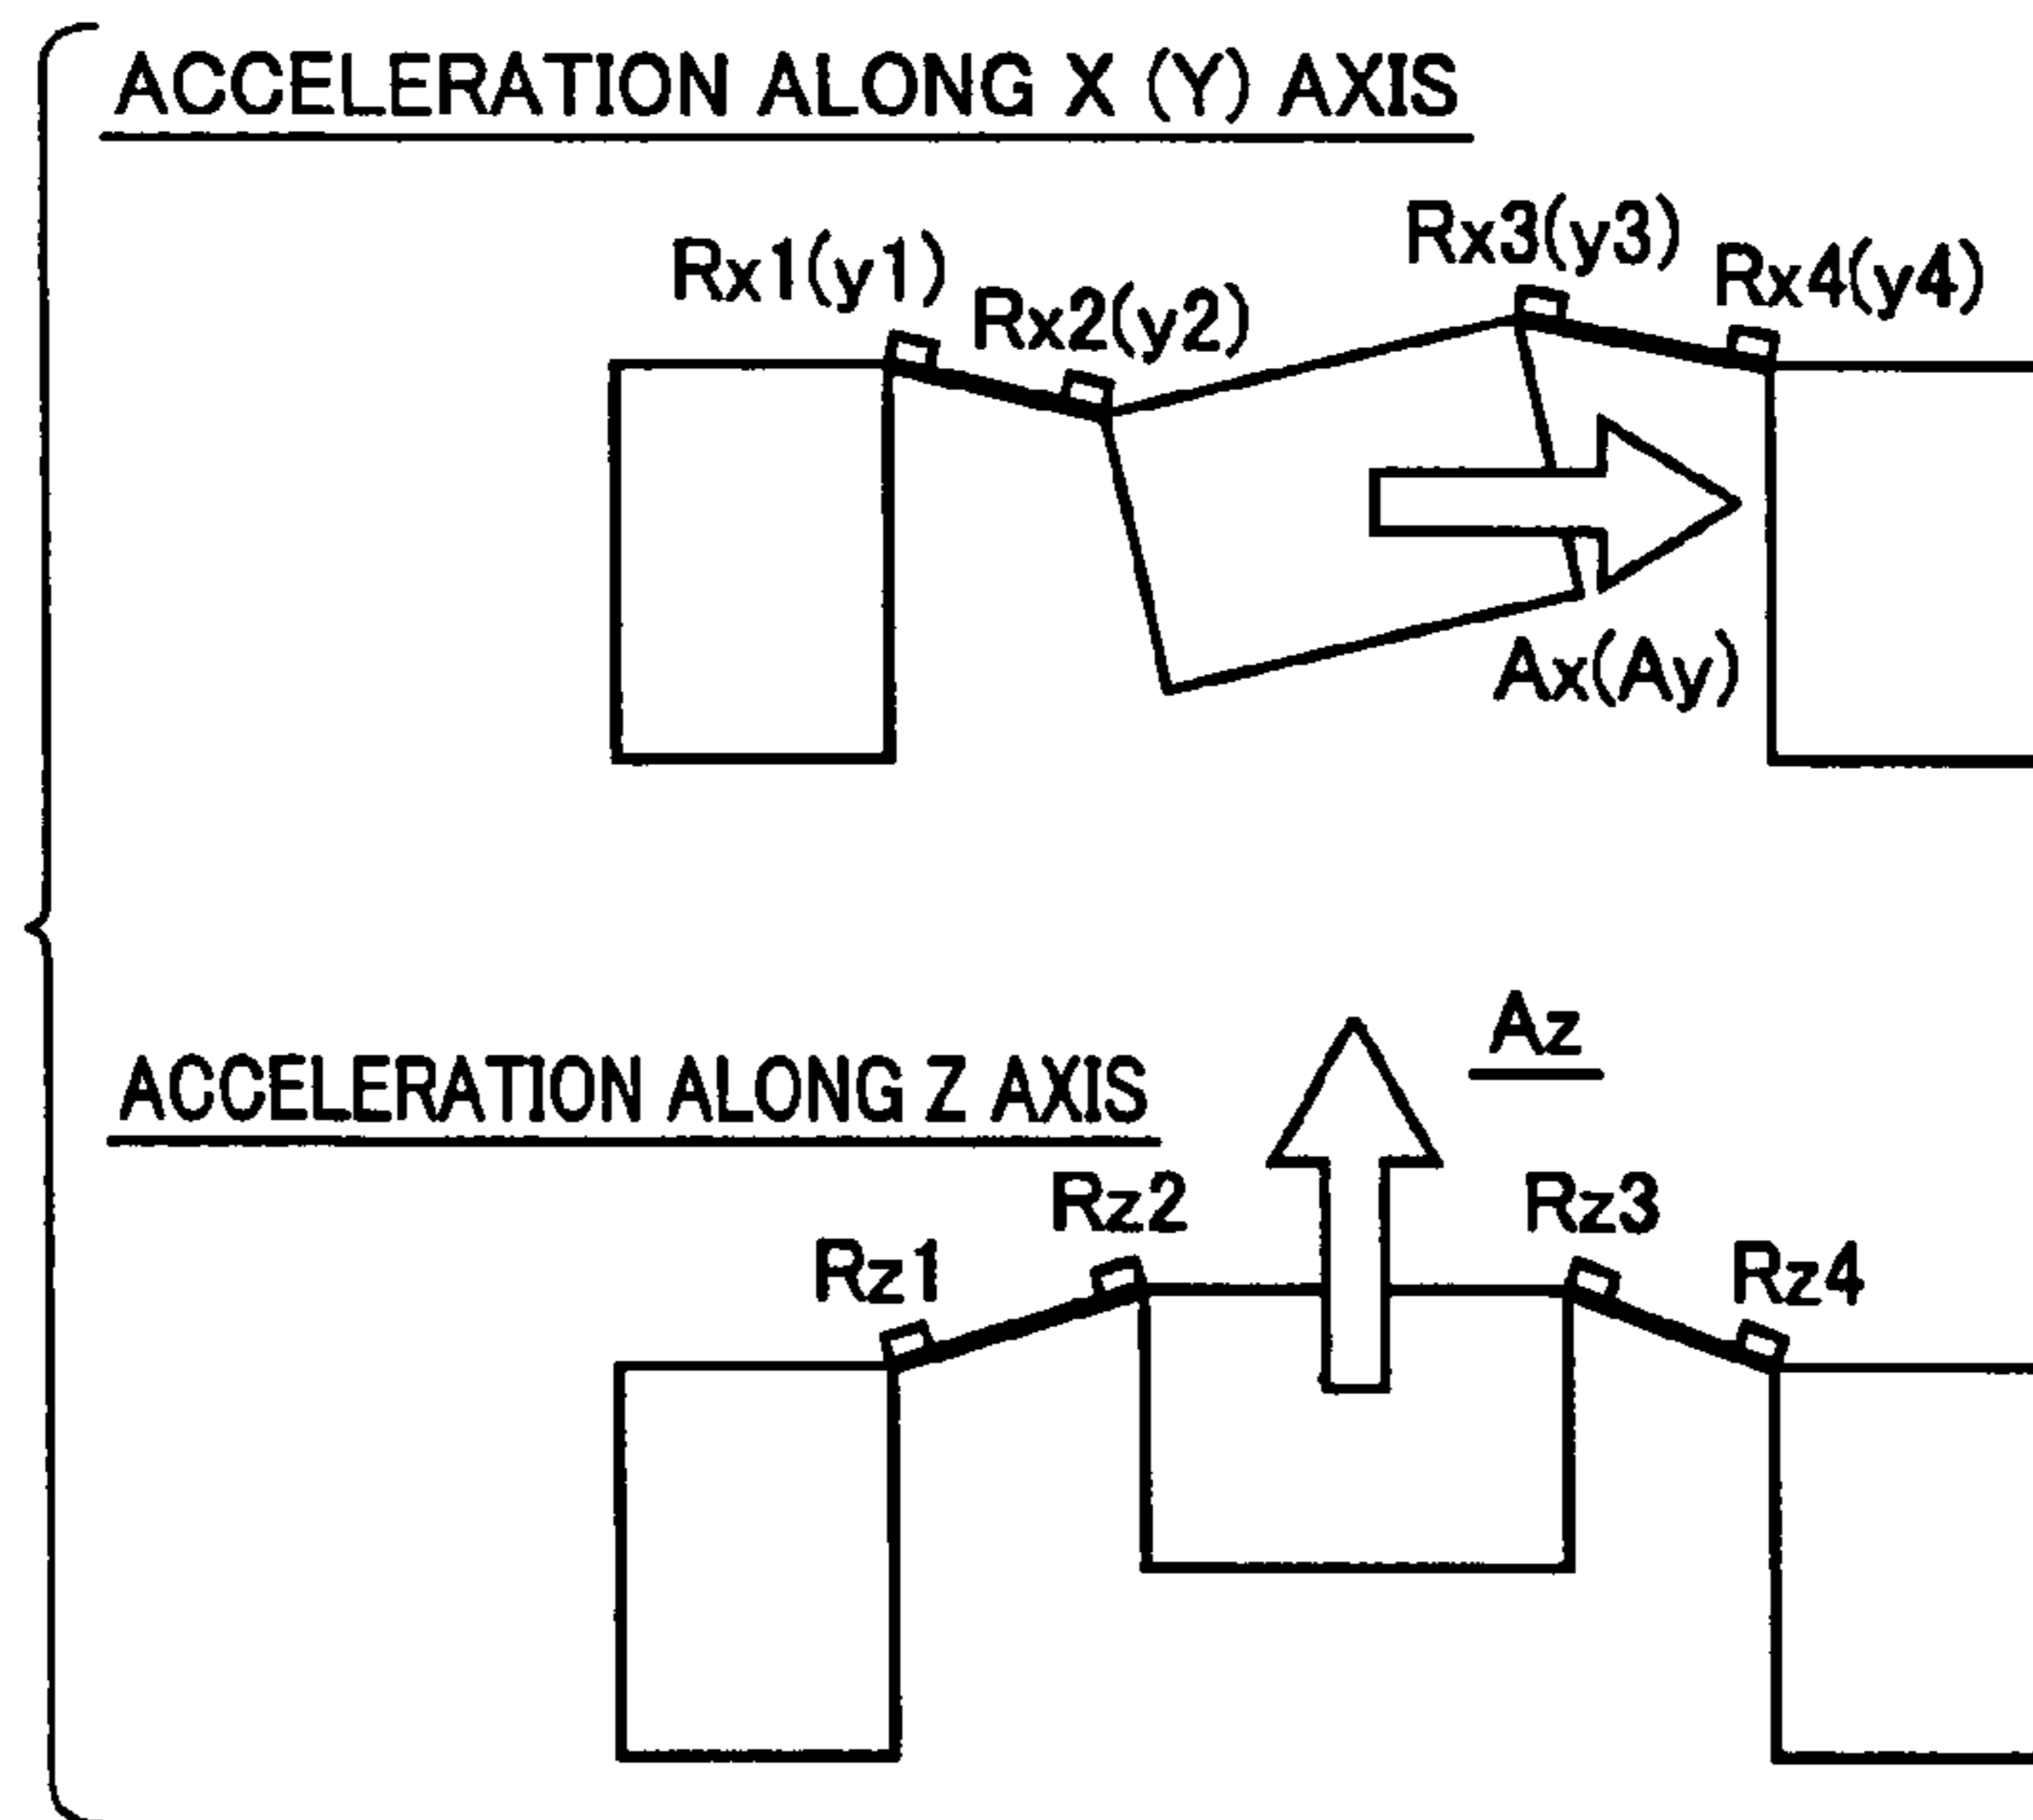 ACCELERATION ALONG X (Y) AXIS
Rx1(y1)
Rx2(y2)
Rx3(y3)
Rx4(y4)
Ax(Ay)
Az
ACCELERATION ALONG Z AXIS
Rz1
Rz2
Rz3
Rz4